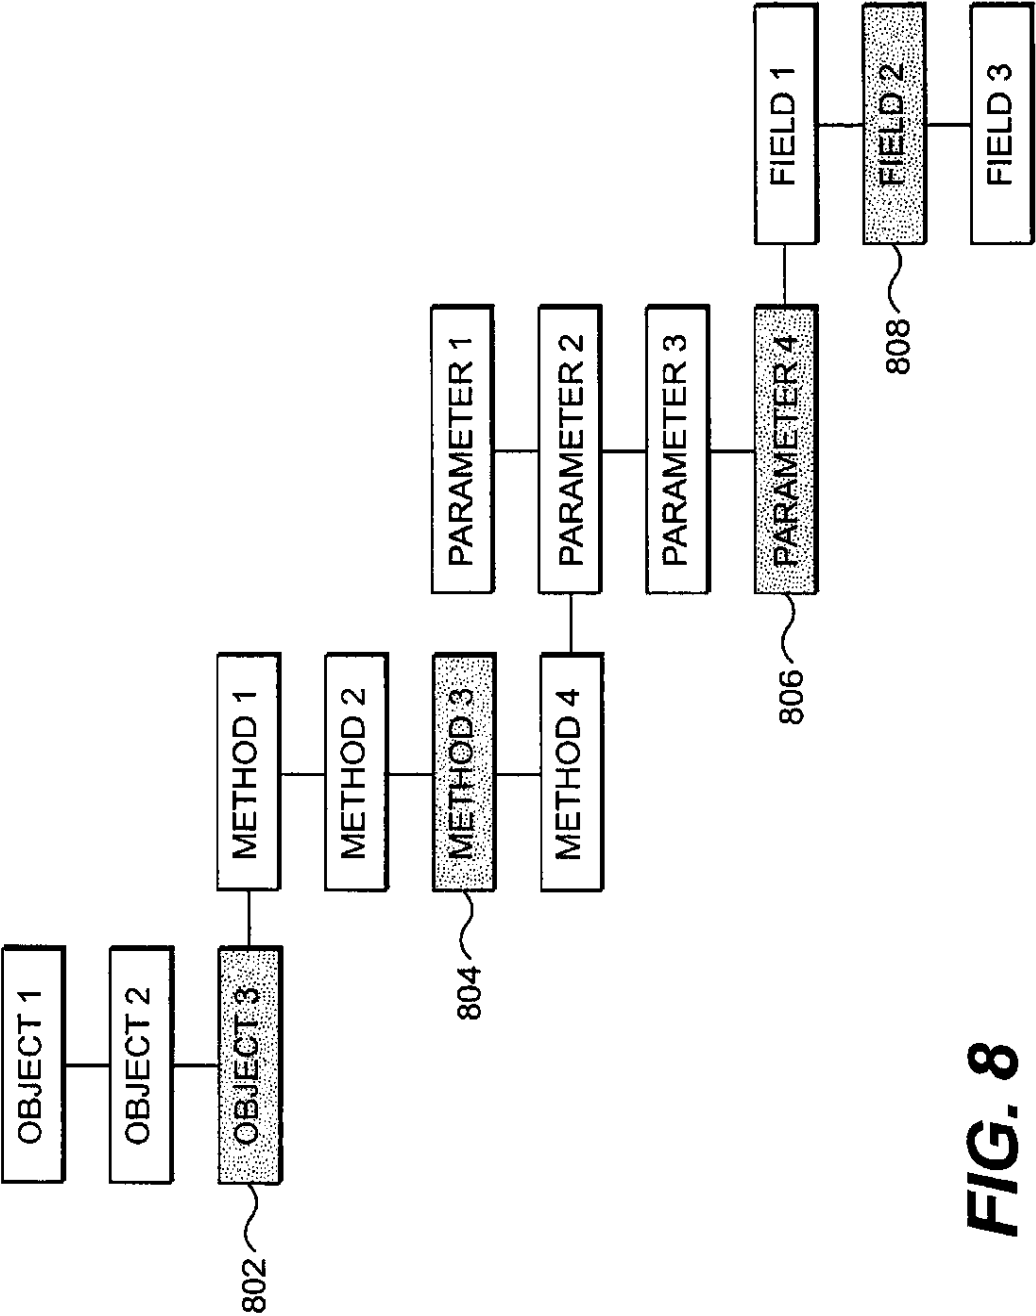 OBJECT 1
OBJECT 2
OBJECT 3
802
METHOD 1
METHOD 2
METHOD 3
METHOD 4
804
PARAMETER 1
PARAMETER 2
PARAMETER 3
PARAMETER 4
806
FIELD 1
FIELD 2
FIELD 3
808
FIG. 8